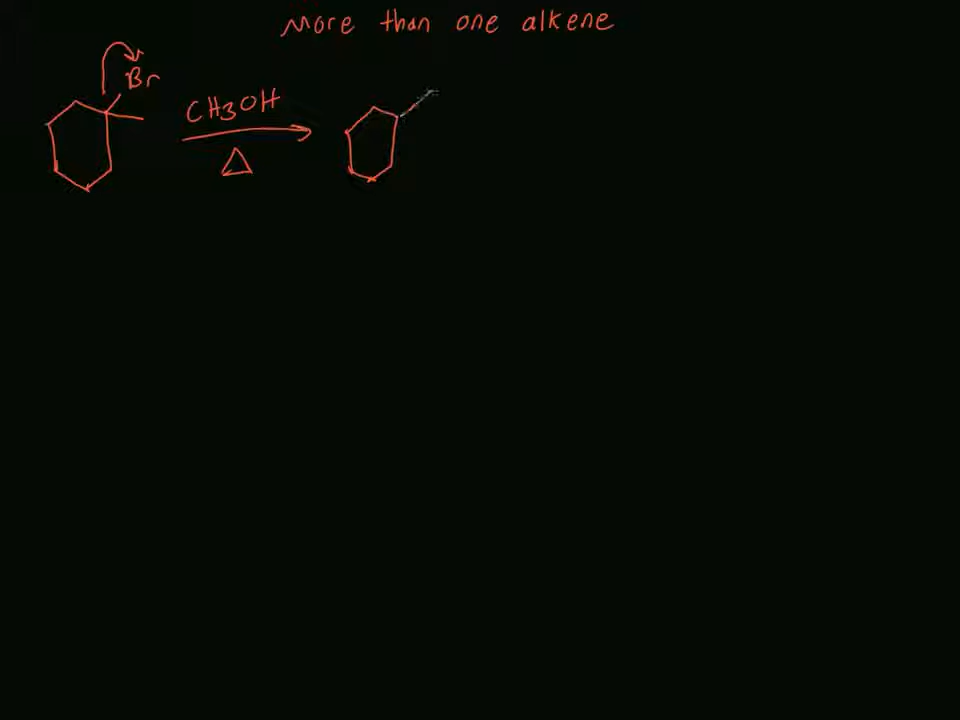 More than one alkene
Br
CH3OH
Δ